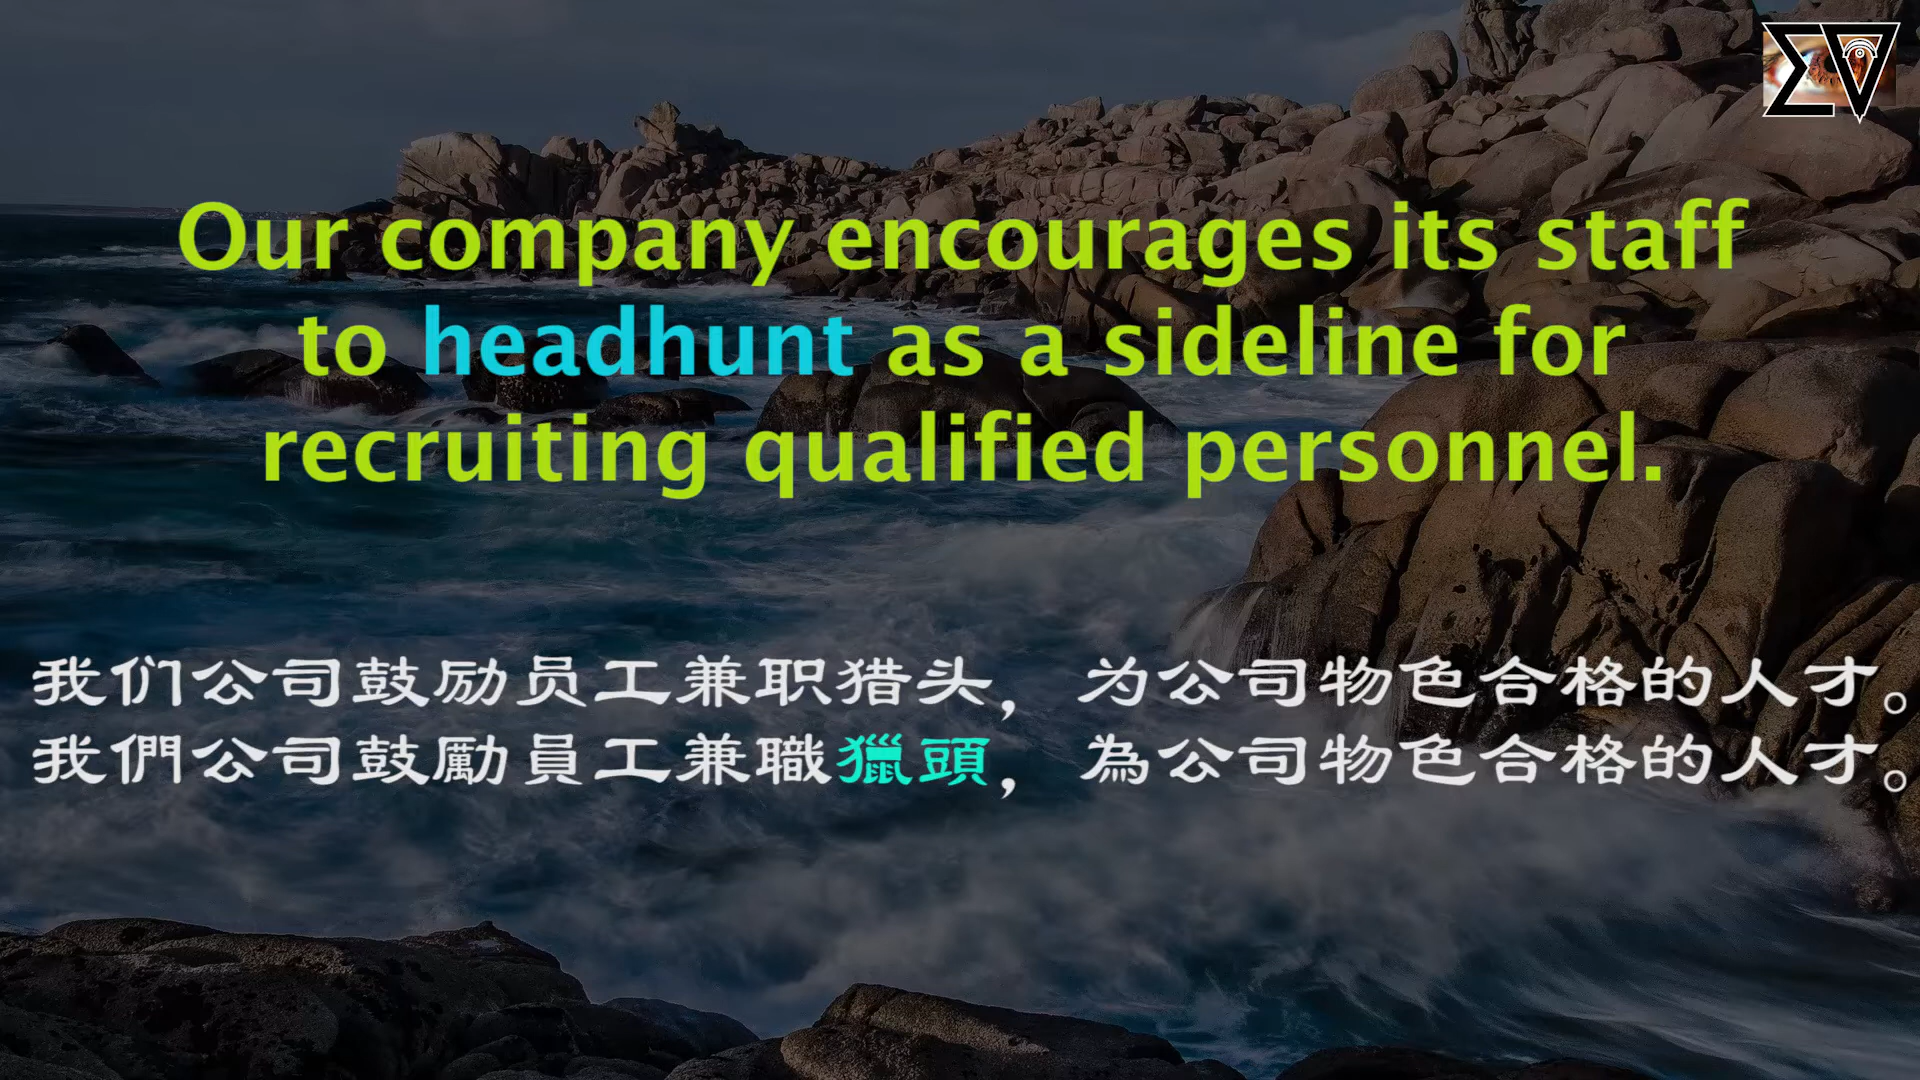 Our company encourages its staff
to headhunt as a sideline for
recruiting qualified personnel.
我们公司鼓励员工兼职猎头，为公司物色合格的人才。
我們公司鼓勵員工兼職獵頭，為公司物色合格的人才。